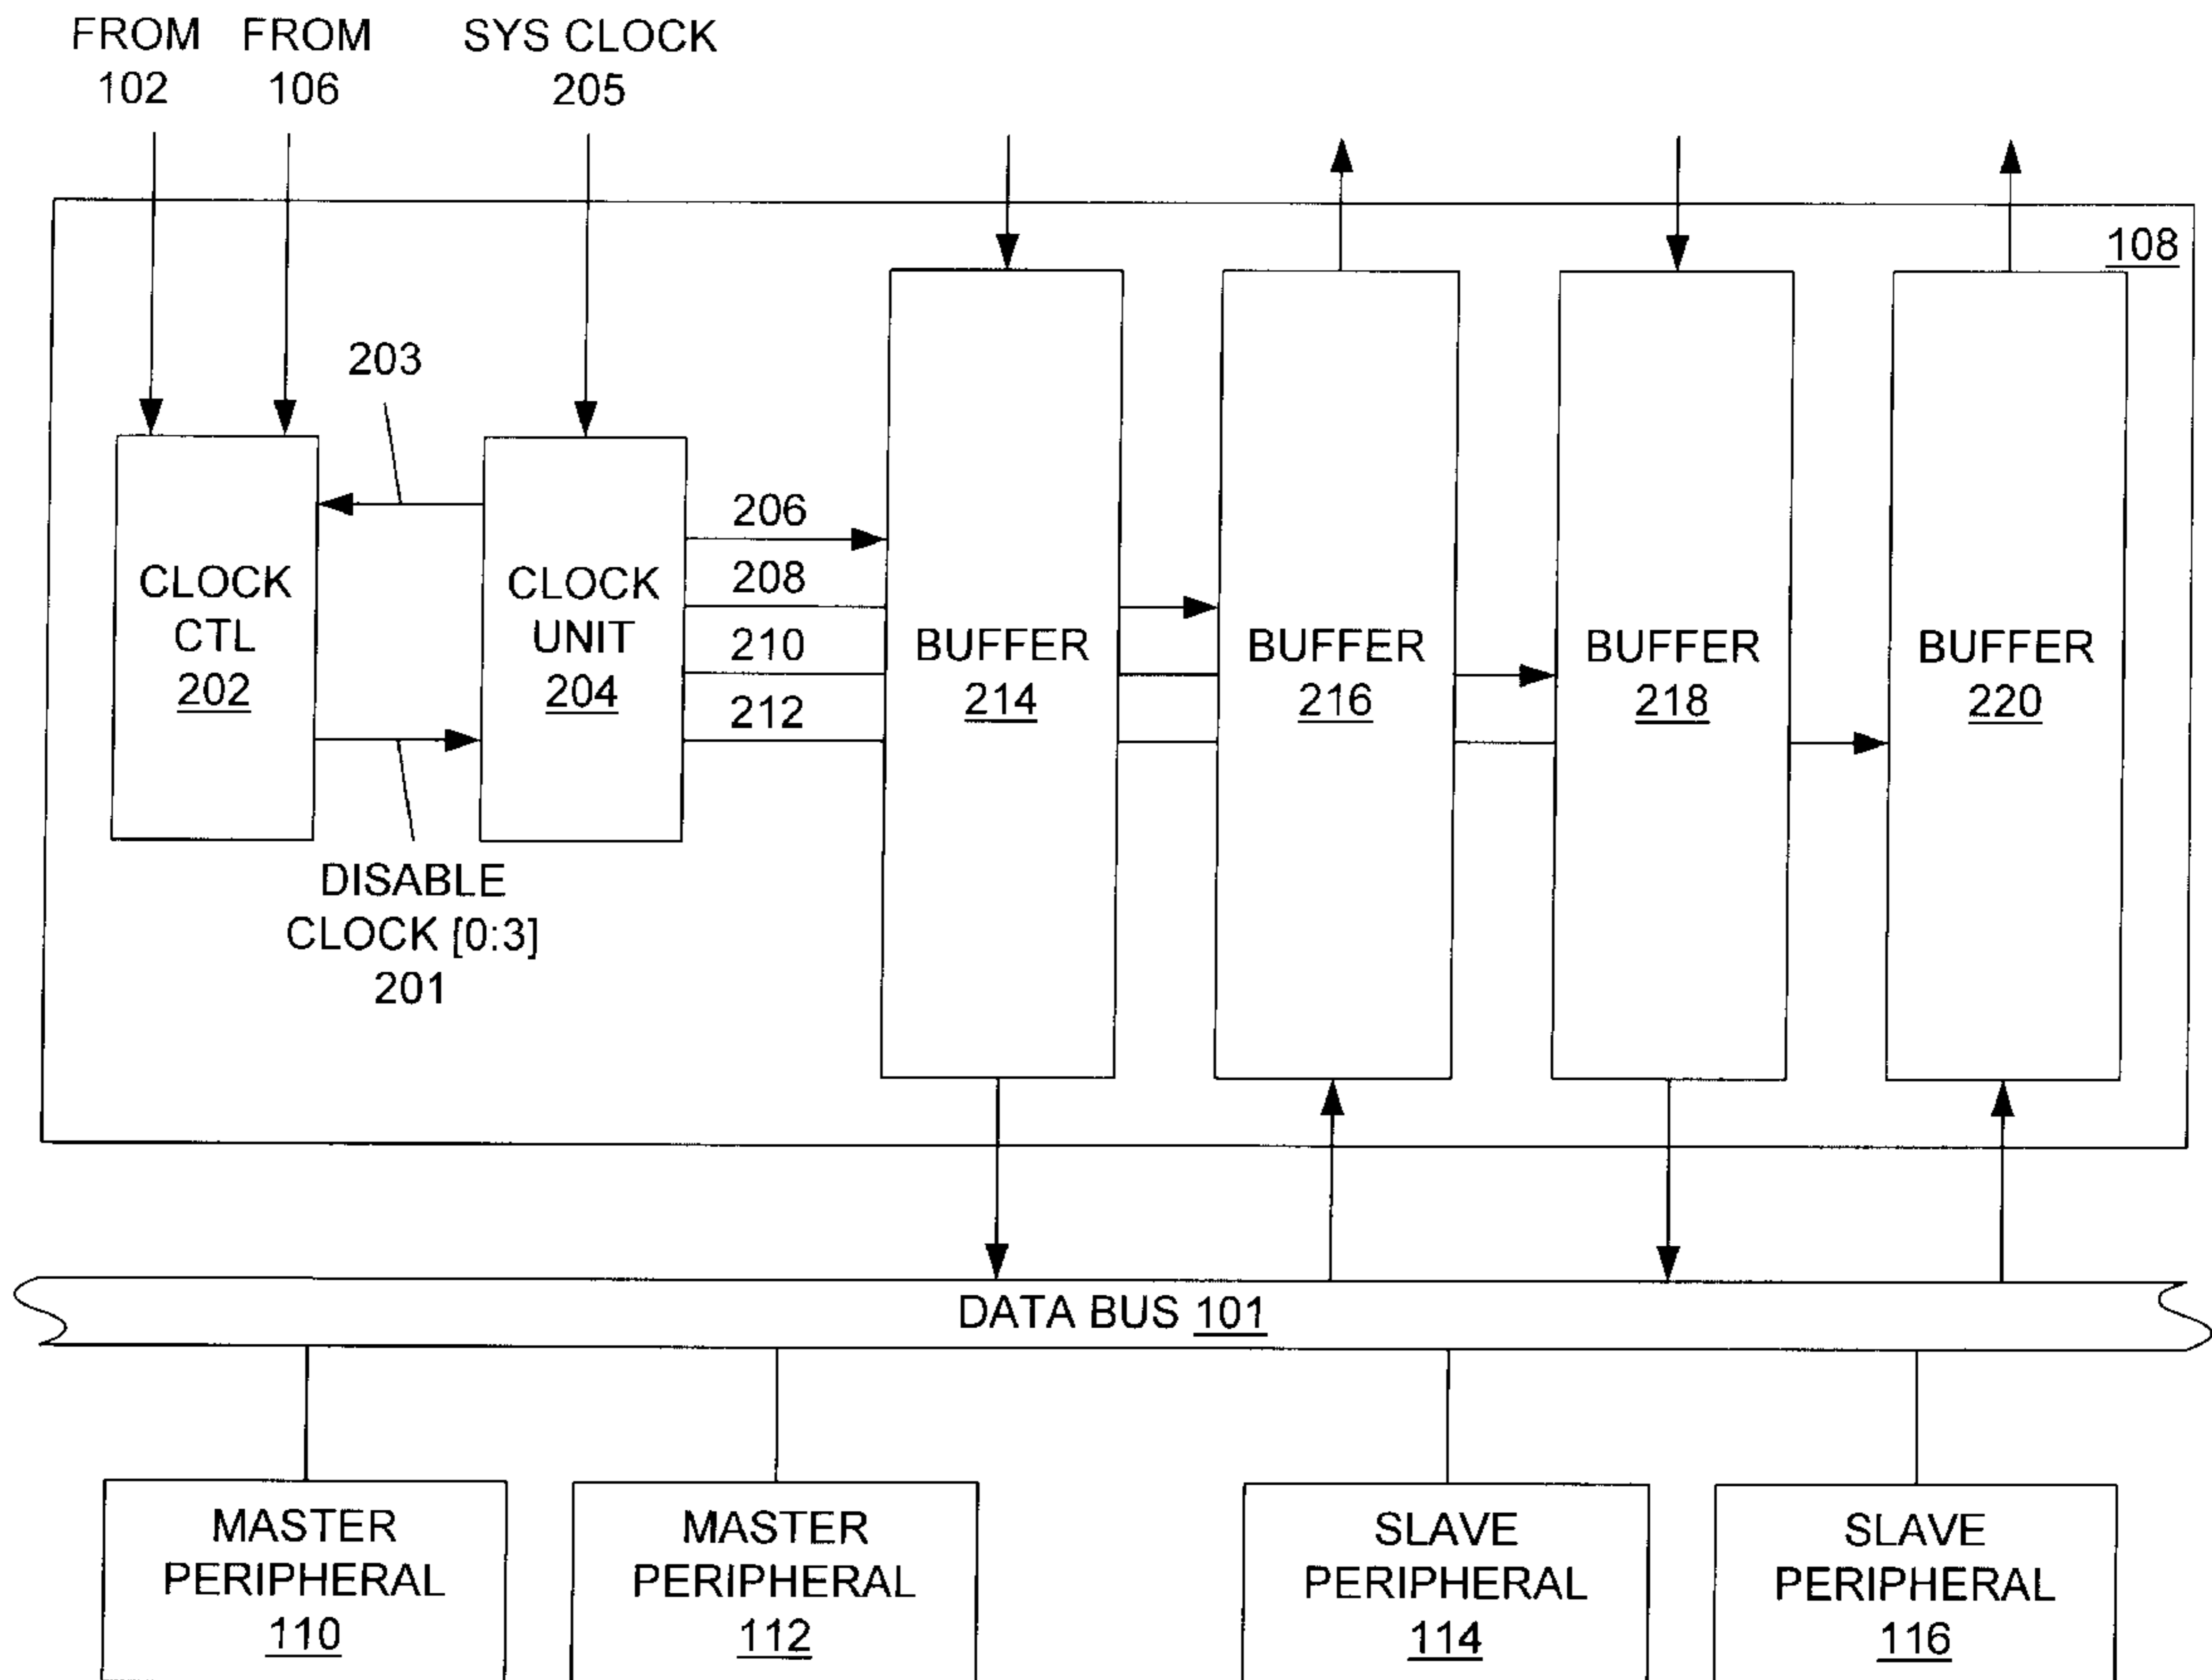 FROM
102
FROM
106
SYS CLOCK
205
108
203
CLOCK
CTL
202
CLOCK
UNIT
204
206
208
210
212
BUFFER
214
BUFFER
216
BUFFER
218
BUFFER
220
DISABLE
CLOCK [0:3]
201
DATA BUS 101
MASTER
PERIPHERAL
110
MASTER
PERIPHERAL
112
SLAVE
PERIPHERAL
114
SLAVE
PERIPHERAL
116